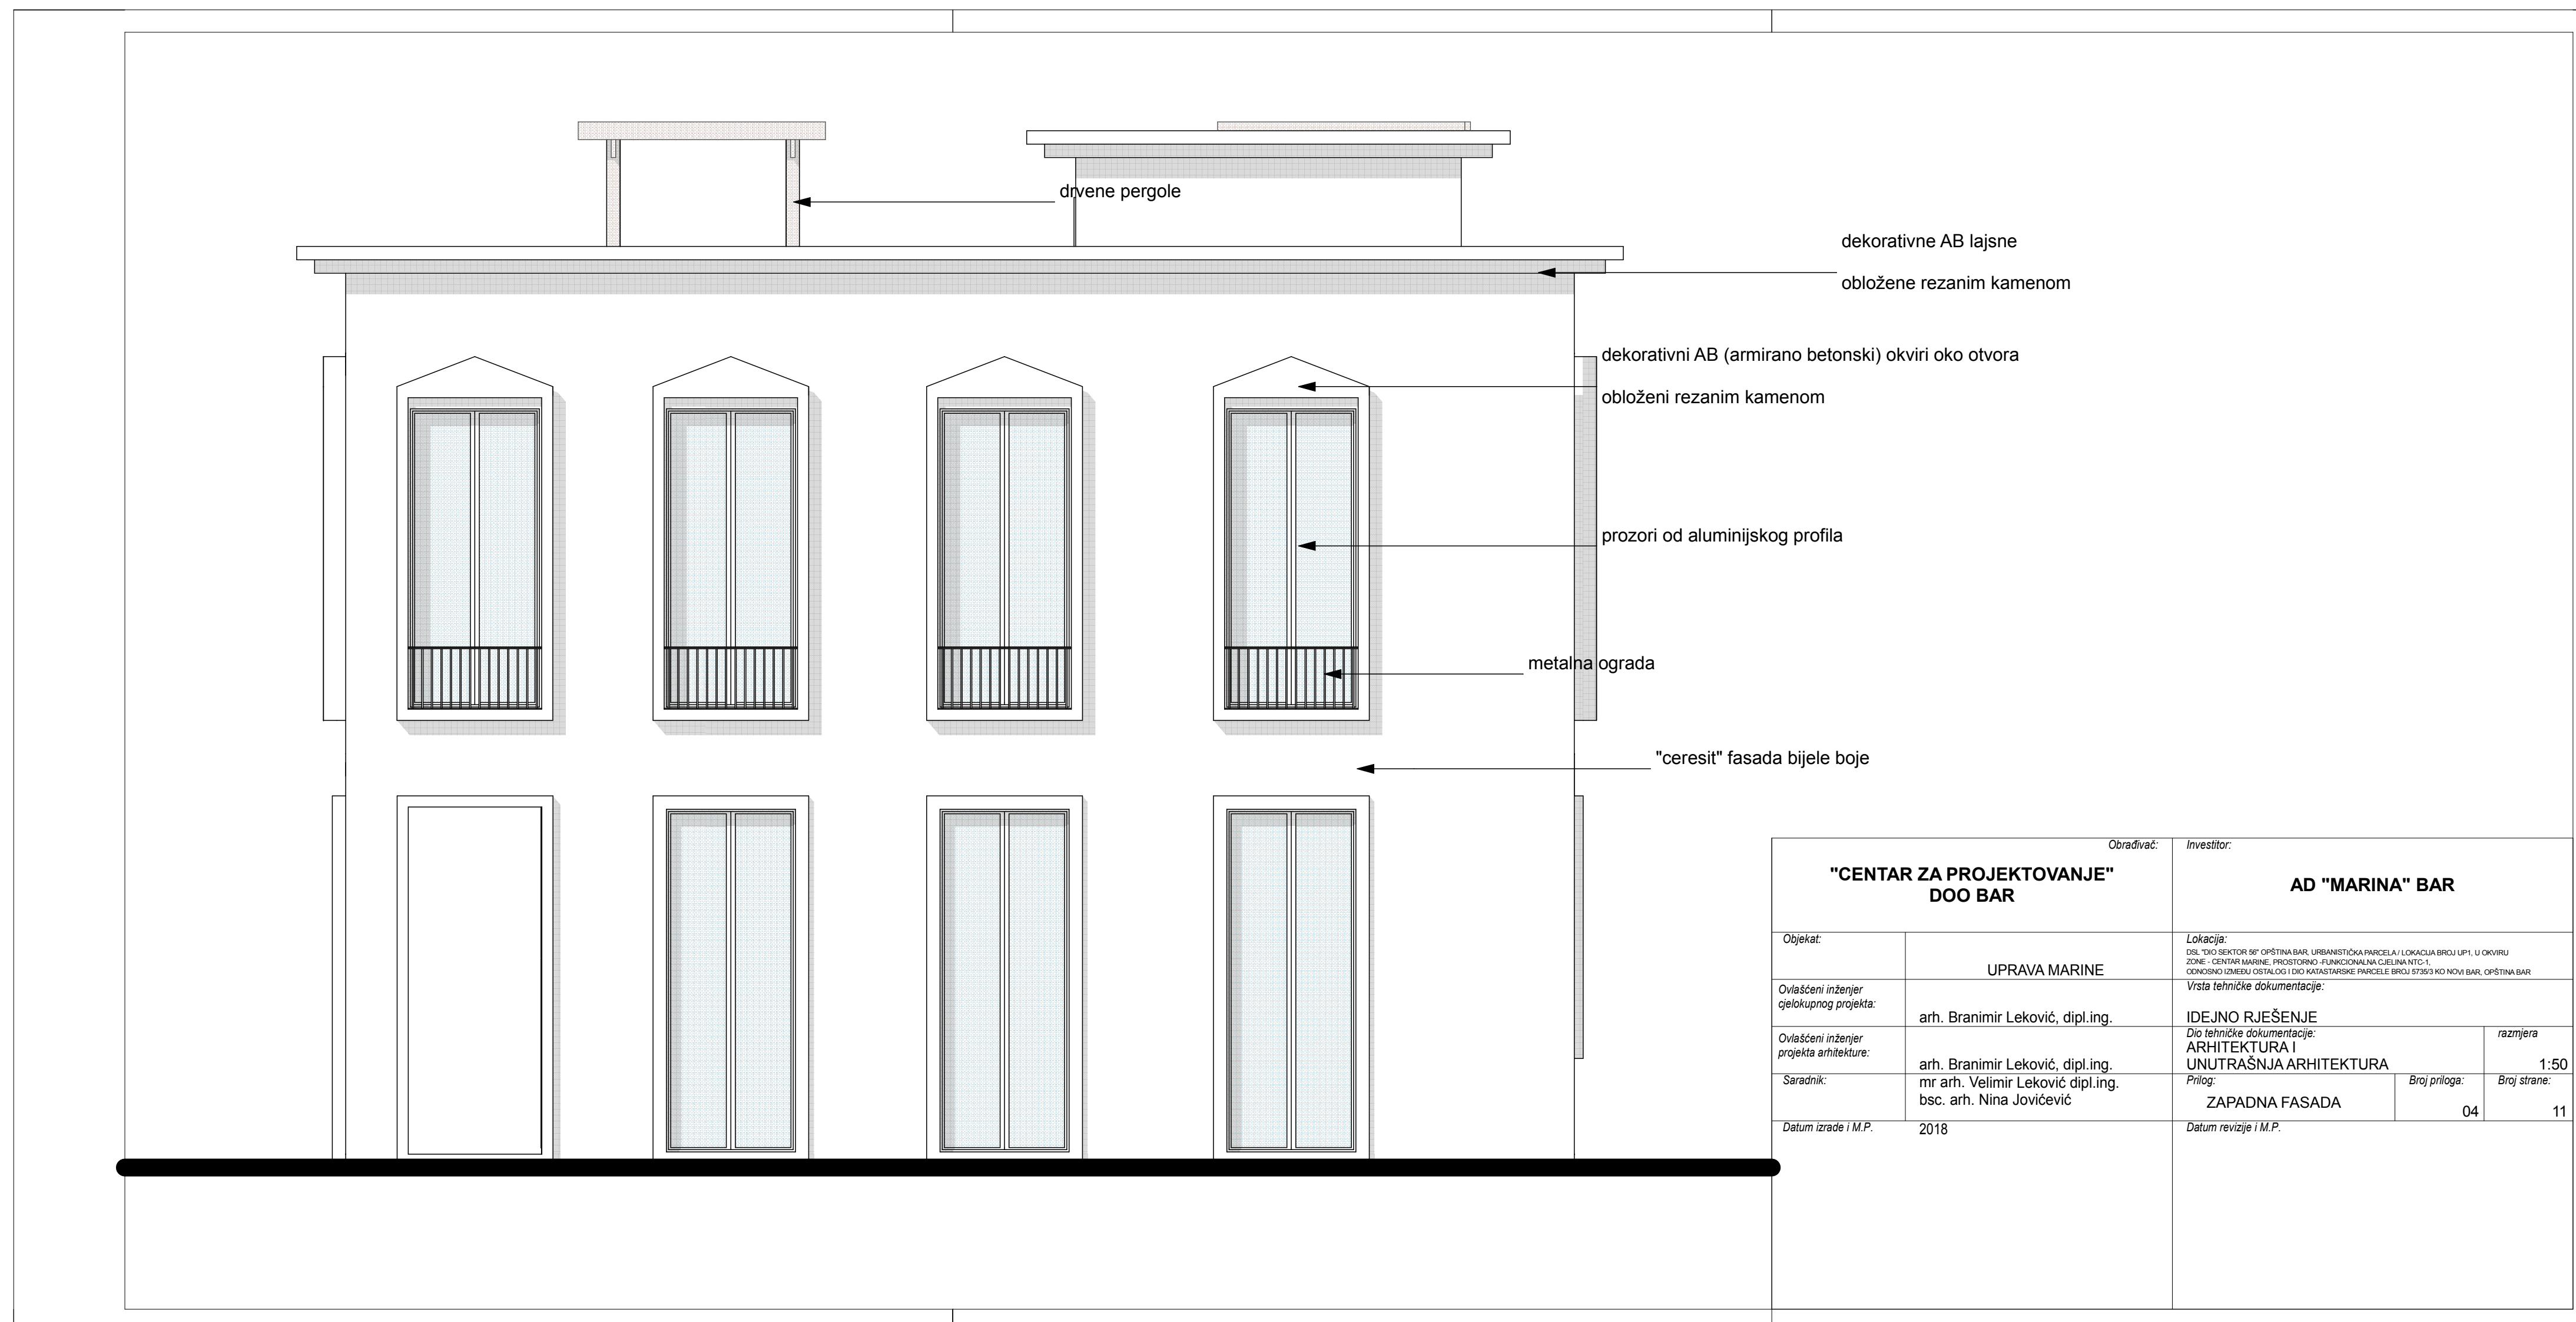 drvene pergole
dekorativne AB lajsne
obložene rezanim kamenom
dekorativni AB (armirano betonski) okviri oko otvora
obloženi rezanim kamenom
prozori od aluminijskog profila
metalna ograda
"ceresit" fasada bijele boje
Obrađivač:
"CENTAR ZA PROJEKTOVANJE"
DOO BAR
Investitor:
AD "MARINA" BAR
Objekat:
UPRAVA MARINE
Lokacija:
DSL "DIO SEKTOR 56" OPŠTINA BAR, URBANISTIČKA PARCELA / LOKACIJA BROJ UP1, U OKVIRU
ZONE - CENTAR MARINE, PROSTORNO -FUNKCIONALNA CJELINA NTC-1,
ODNOSNO IZMEĐU OSTALOG I DIO KATASTARSKE PARCELE BROJ 5735/3 KO NOVI BAR, OPŠTINA BAR
Ovlašćeni inženjer
cjelokupnog projekta:
arh. Branimir Leković, dipl.ing.
Vrsta tehničke dokumentacije:
IDEJNO RJEŠENJE
Ovlašćeni inženjer
projekta arhitekture:
arh. Branimir Leković, dipl.ing.
Dio tehničke dokumentacije:
ARHITEKTURA I
UNUTRAŠNJA ARHITEKTURA
razmjera
1:50
Saradnik:
mr arh. Velimir Leković dipl.ing.
bsc. arh. Nina Jovićević
Prilog:
ZAPADNA FASADA
Broj priloga:
04
Broj strane:
11
Datum izrade i M.P.
2018
Datum revizije i M.P.